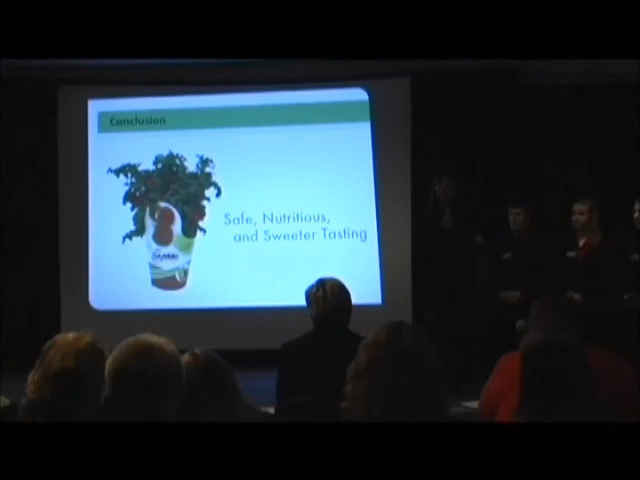 Conclusion
Safe, Nutritious,
and Sweeter Tasting